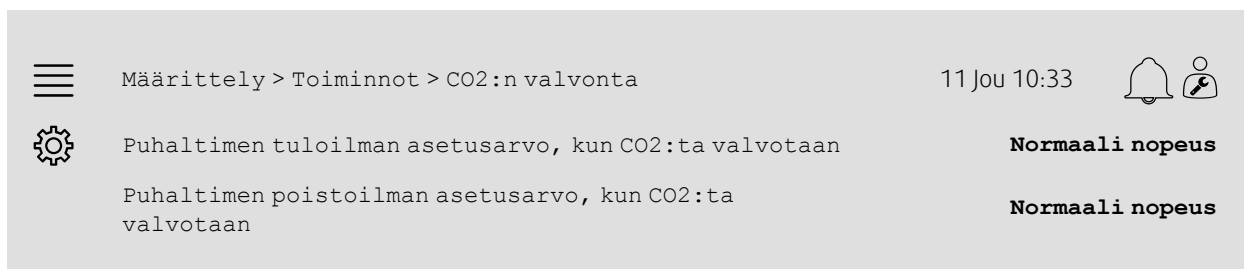 Määrittely > Toiminnot > CO2:n valvonta 11 Jou 10:33
Puhaltimen tuloilman asetusarvo, kun CO2:ta valvotaan Normaali nopeus
Puhaltimen poistoilman asetusarvo, kun CO2:ta
valvotaan Normaali nopeus